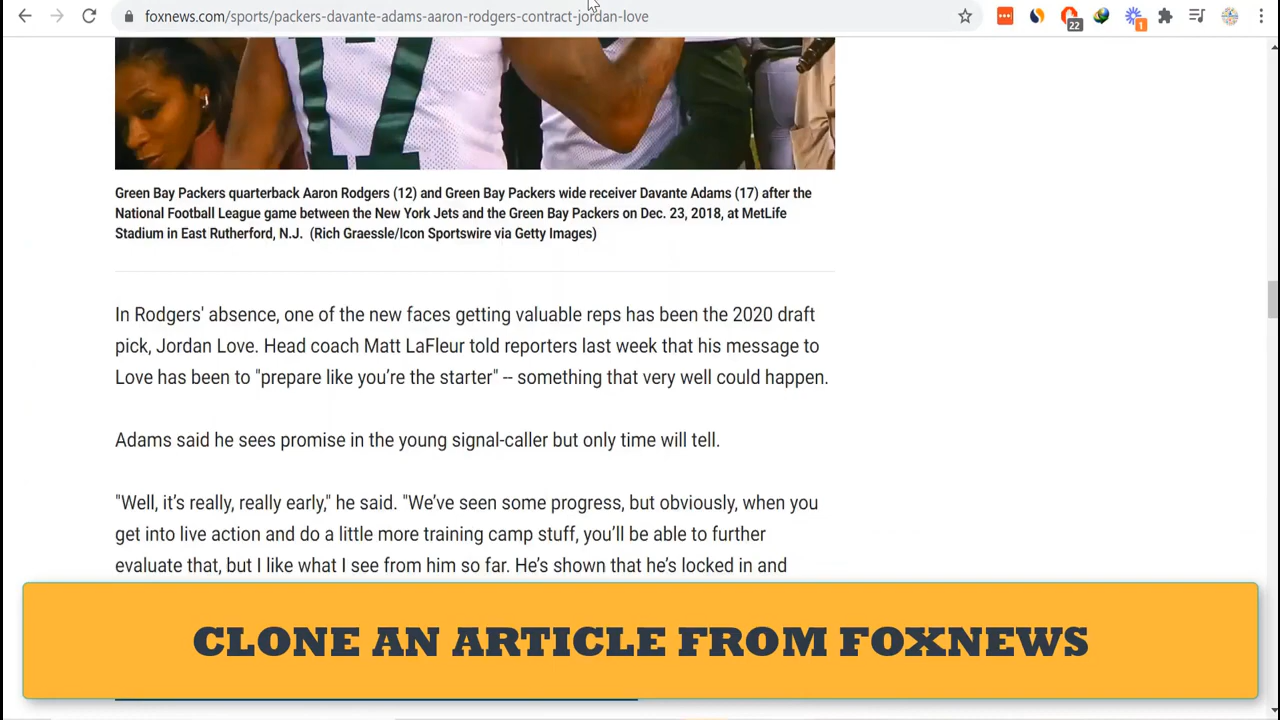 foxnews.com/sports/packers-davante-adams-aaron-rodgers-contract-jordan-love
22
1
17
Green Bay Packers quarterback Aaron Rodgers (12) and Green Bay Packers wide receiver Davante Adams (17) after the
National Football League game between the New York Jets and the Green Bay Packers on Dec. 23, 2018, at MetLife
Stadium in East Rutherford, N.J. (Rich Graessle/Icon Sportswire via Getty Images)
In Rodgers' absence, one of the new faces getting valuable reps has been the 2020 draft
pick, Jordan Love. Head coach Matt LaFleur told reporters last week that his message to
Love has been to "prepare like you’re the starter" -- something that very well could happen.
Adams said he sees promise in the young signal-caller but only time will tell.
"Well, it’s really, really early," he said. "We’ve seen some progress, but obviously, when you
get into live action and do a little more training camp stuff, you’ll be able to further
evaluate that, but I like what I see from him so far. He’s shown that he’s locked in and
CLONE AN ARTICLE FROM FOXNEWS